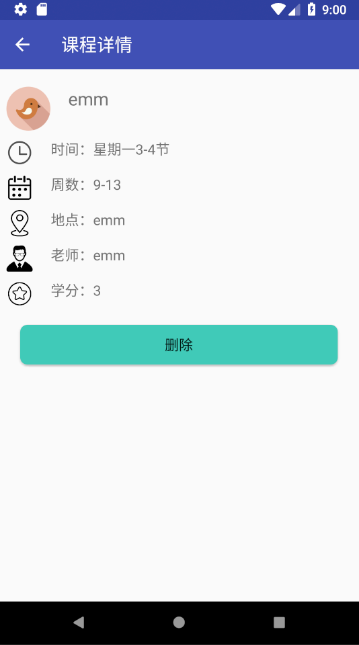 9:00
课程详情
emm
时间：星期一3-4节
周数：9-13
地点：emm
老师：emm
学分：3
删除